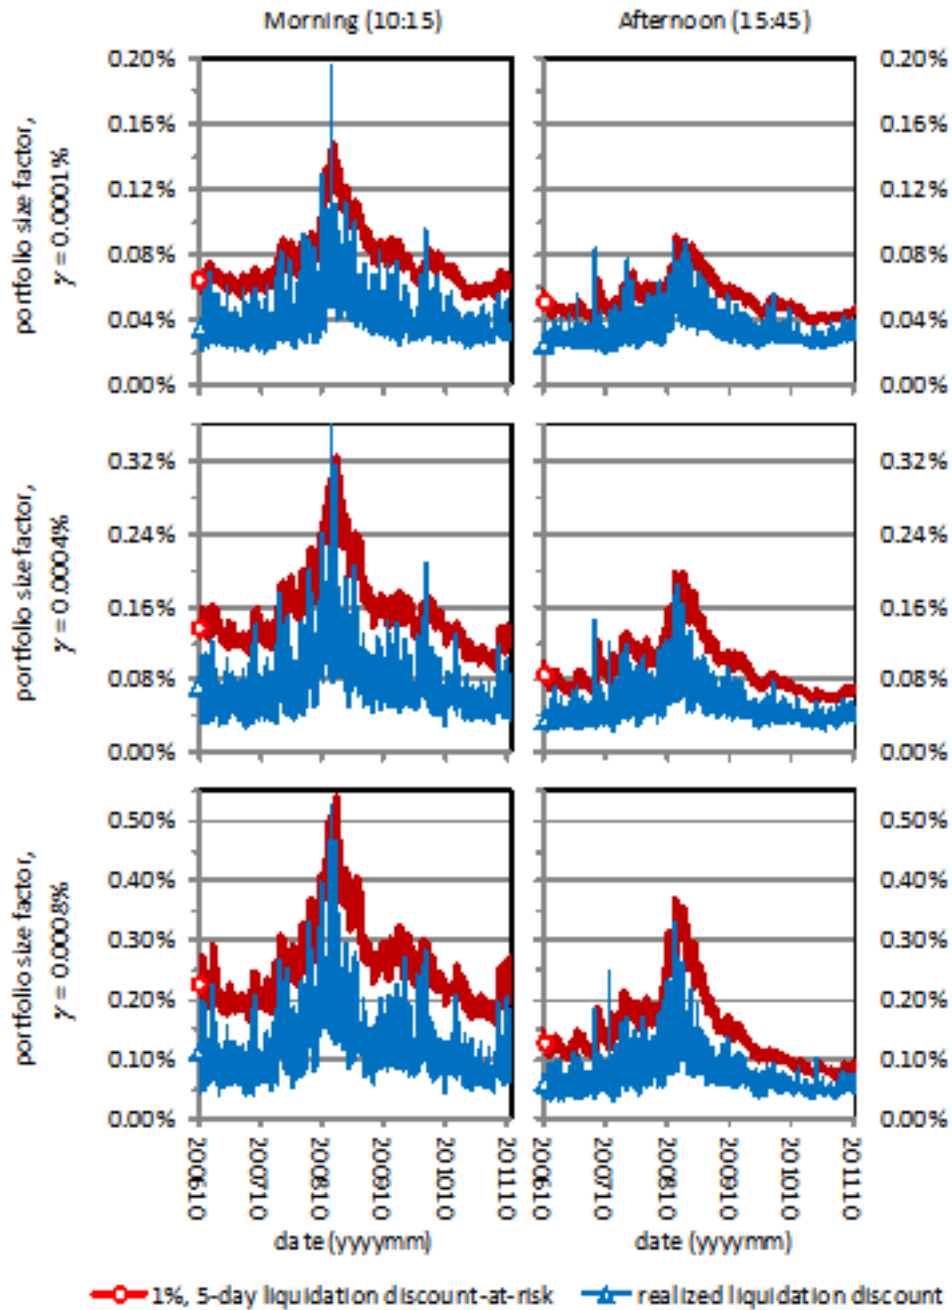 Morning (10:15) Afternoon (15:45)
portfolio size factor,
γ = 0.0001%
0.20% 0.20%
0.16% 0.16%
0.12% 0.12%
0.08% 0.08%
0.04% 0.04%
0.00% 0.00%
portfolio size factor,
γ = 0.0004%
0.32% 0.32%
0.24% 0.24%
0.16% 0.16%
0.08% 0.08%
0.00% 0.00%
portfolio size factor,
γ = 0.0008%
0.50% 0.50%
0.40% 0.40%
0.30% 0.30%
0.20% 0.20%
0.10% 0.10%
0.00% 0.00%
200610 200710 200810 200910 201010 201110 200610 200710 200810 200910 201010 201110
date (yyyymm) date (yyyymm)
1%, 5-day liquidation discount-at-risk realized liquidation discount